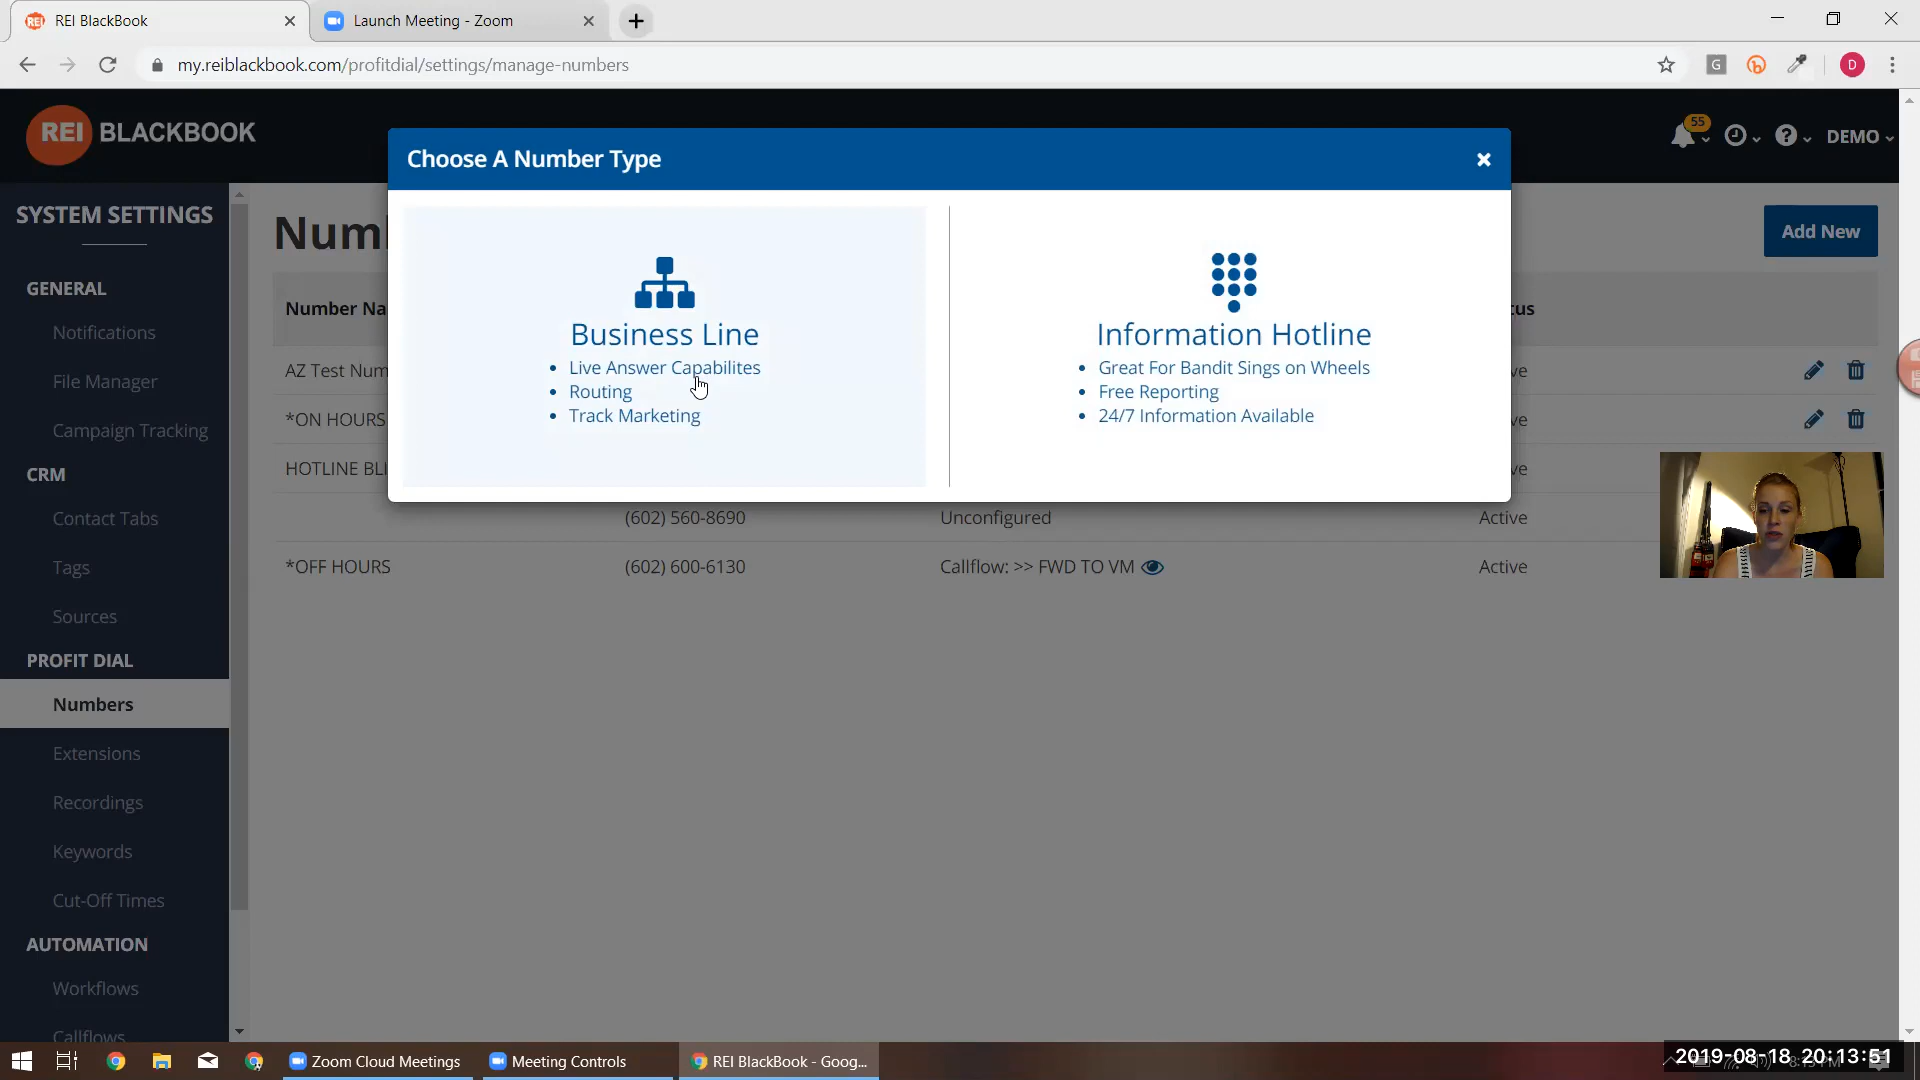 REI BlackBook
Launch Meeting - Zoom
my.reiblackbook.com/profitdial/settings/manage-numbers
G
D
REI BLACKBOOK
55
DEMO
Choose A Number Type
SYSTEM SETTINGS
Add New
GENERAL
Number Na
tus
Business Line
Information Hotline
Notifications
Live Answer Capabilites
Great For Bandit Sings on Wheels
AZ Test Num
ve
File Manager
Routing
Free Reporting
Track Marketing
24/7 Information Available
*ON HOURS
ve
Campaign Tracking
CRM
HOTLINE BLI
ve
Contact Tabs
(602) 560-8690
Unconfigured
Active
Tags
*OFF HOURS
(602) 600-6130
Callflow: >> FWD TO VM
Active
Sources
PROFIT DIAL
Numbers
Extensions
Recordings
Keywords
Cut-Off Times
AUTOMATION
Workflows
Callflows
Zoom Cloud Meetings
Meeting Controls
REI BlackBook - Goog...
2019-08-18 20:13:51